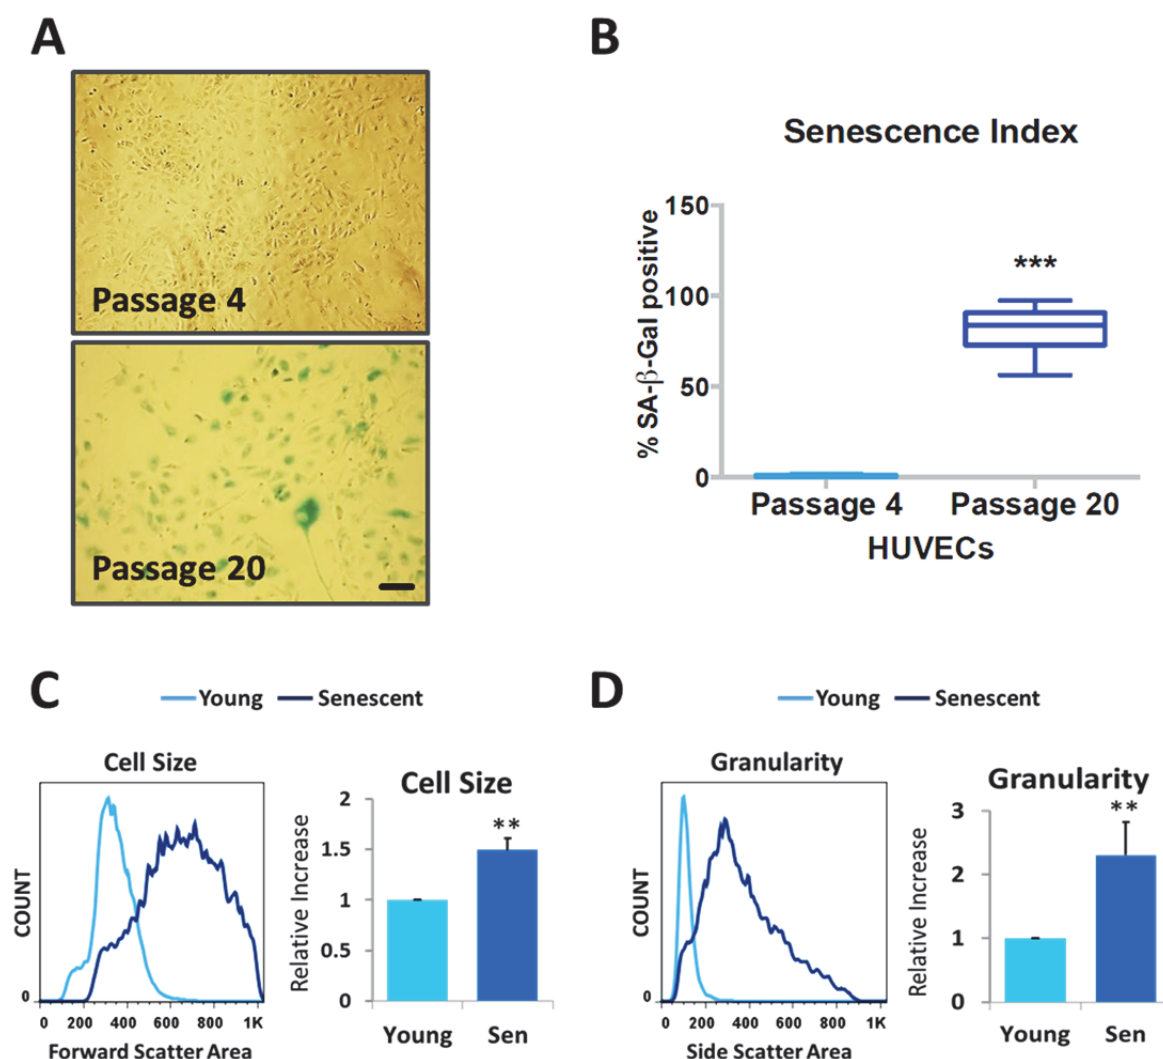 A
Passage 4
Passage 20
B
Senescence Index
% SA-β-Gal positive
150
100
50
0
***
Passage 4 Passage 20
HUVECs
C
Young Senescent
Cell Size
COUNT
0
0 200 400 600 800 1K
Forward Scatter Area
Cell Size
Relative Increase
2
1.5
1
0.5
0
**
Young Sen
D
Young Senescent
Granularity
COUNT
0
0 200 400 600 800 1K
Side Scatter Area
Granularity
Relative Increase
3
2
1
0
**
Young Sen